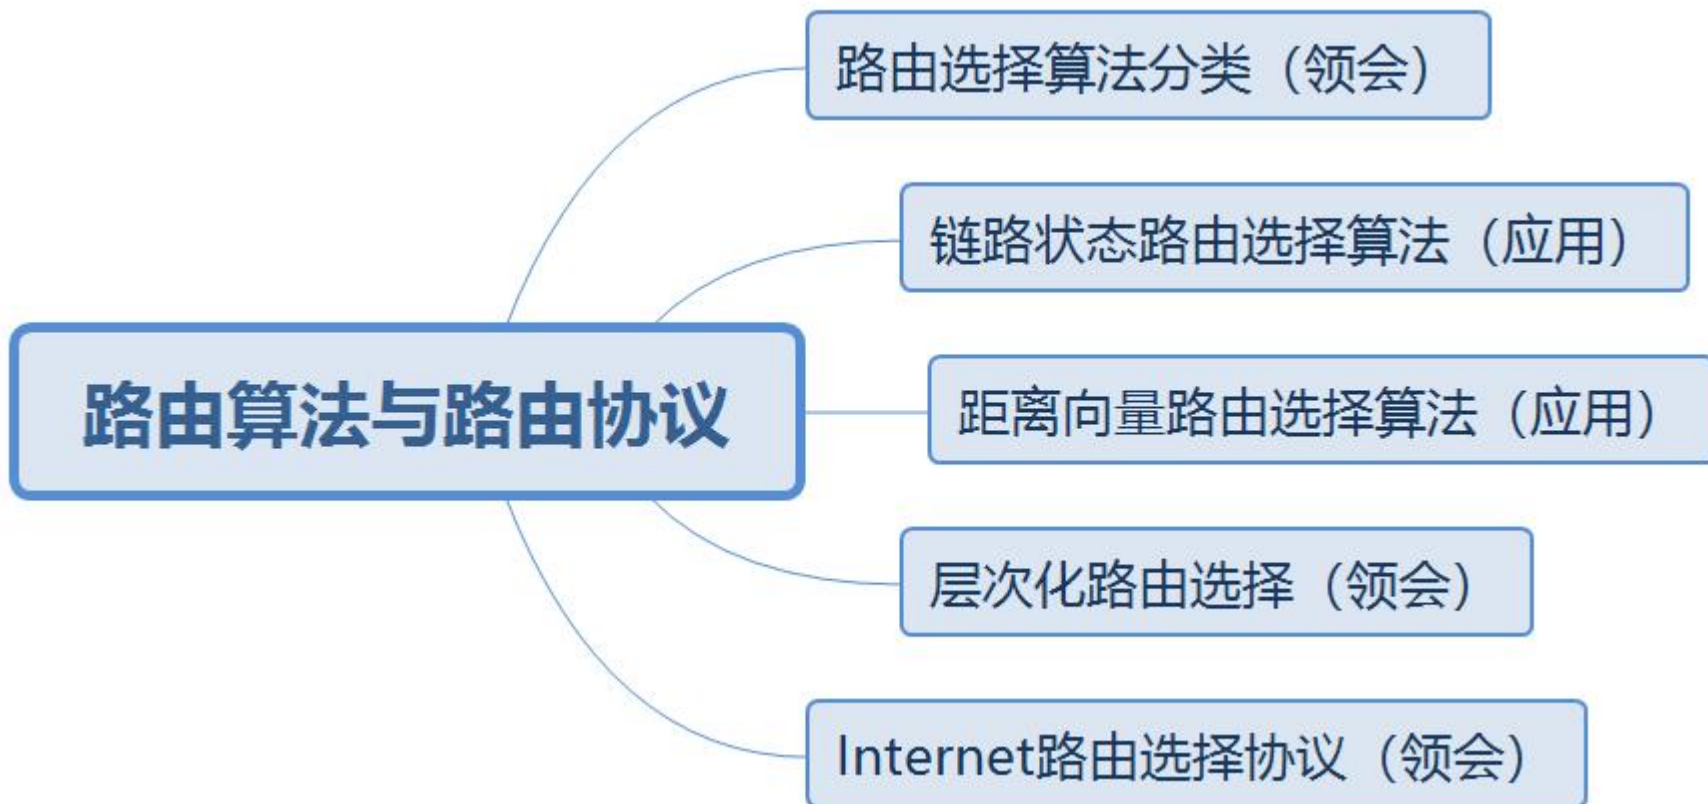 路由选择算法分类（领会）
链路状态路由选择算法（应用）
路由算法与路由协议
距离向量路由选择算法（应用）
层次化路由选择（领会）
Internet路由选择协议（领会）